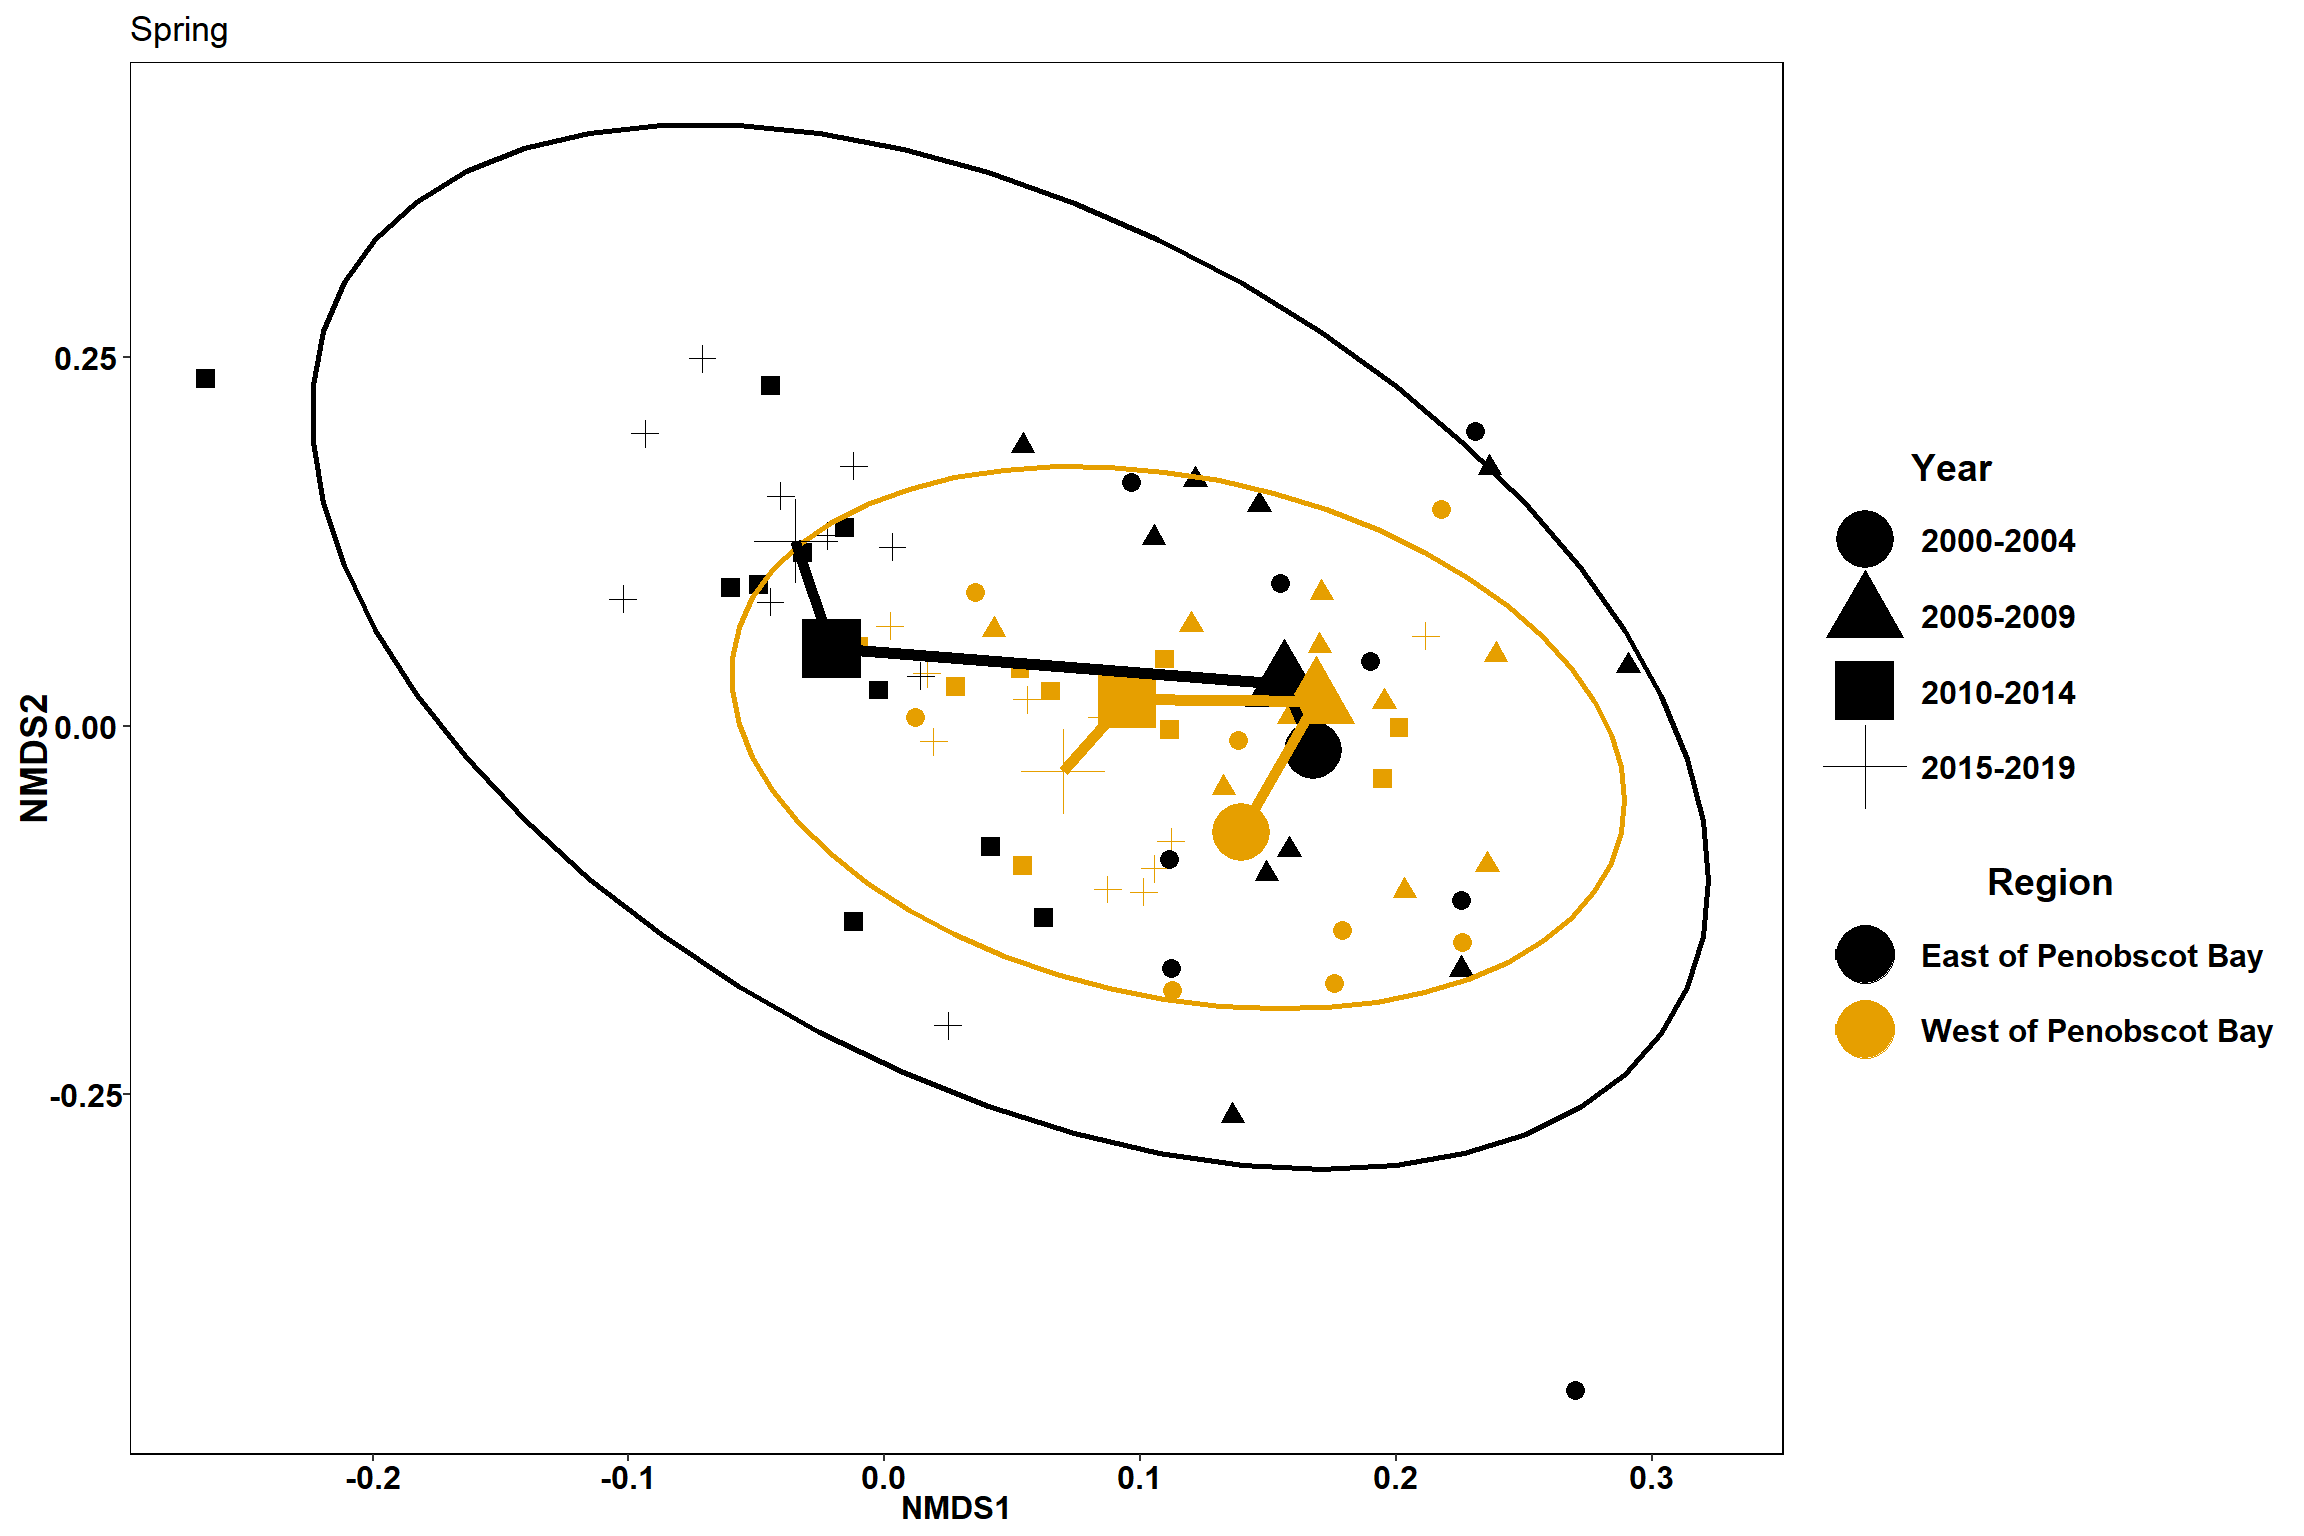 Spring
0.25
0.00
-0.25
NMDS2
-0.2 -0.1 0.0 0.1 0.2 0.3
NMDS1
Year
2000-2004
2005-2009
2010-2014
2015-2019
Region
East of Penobscot Bay
West of Penobscot Bay